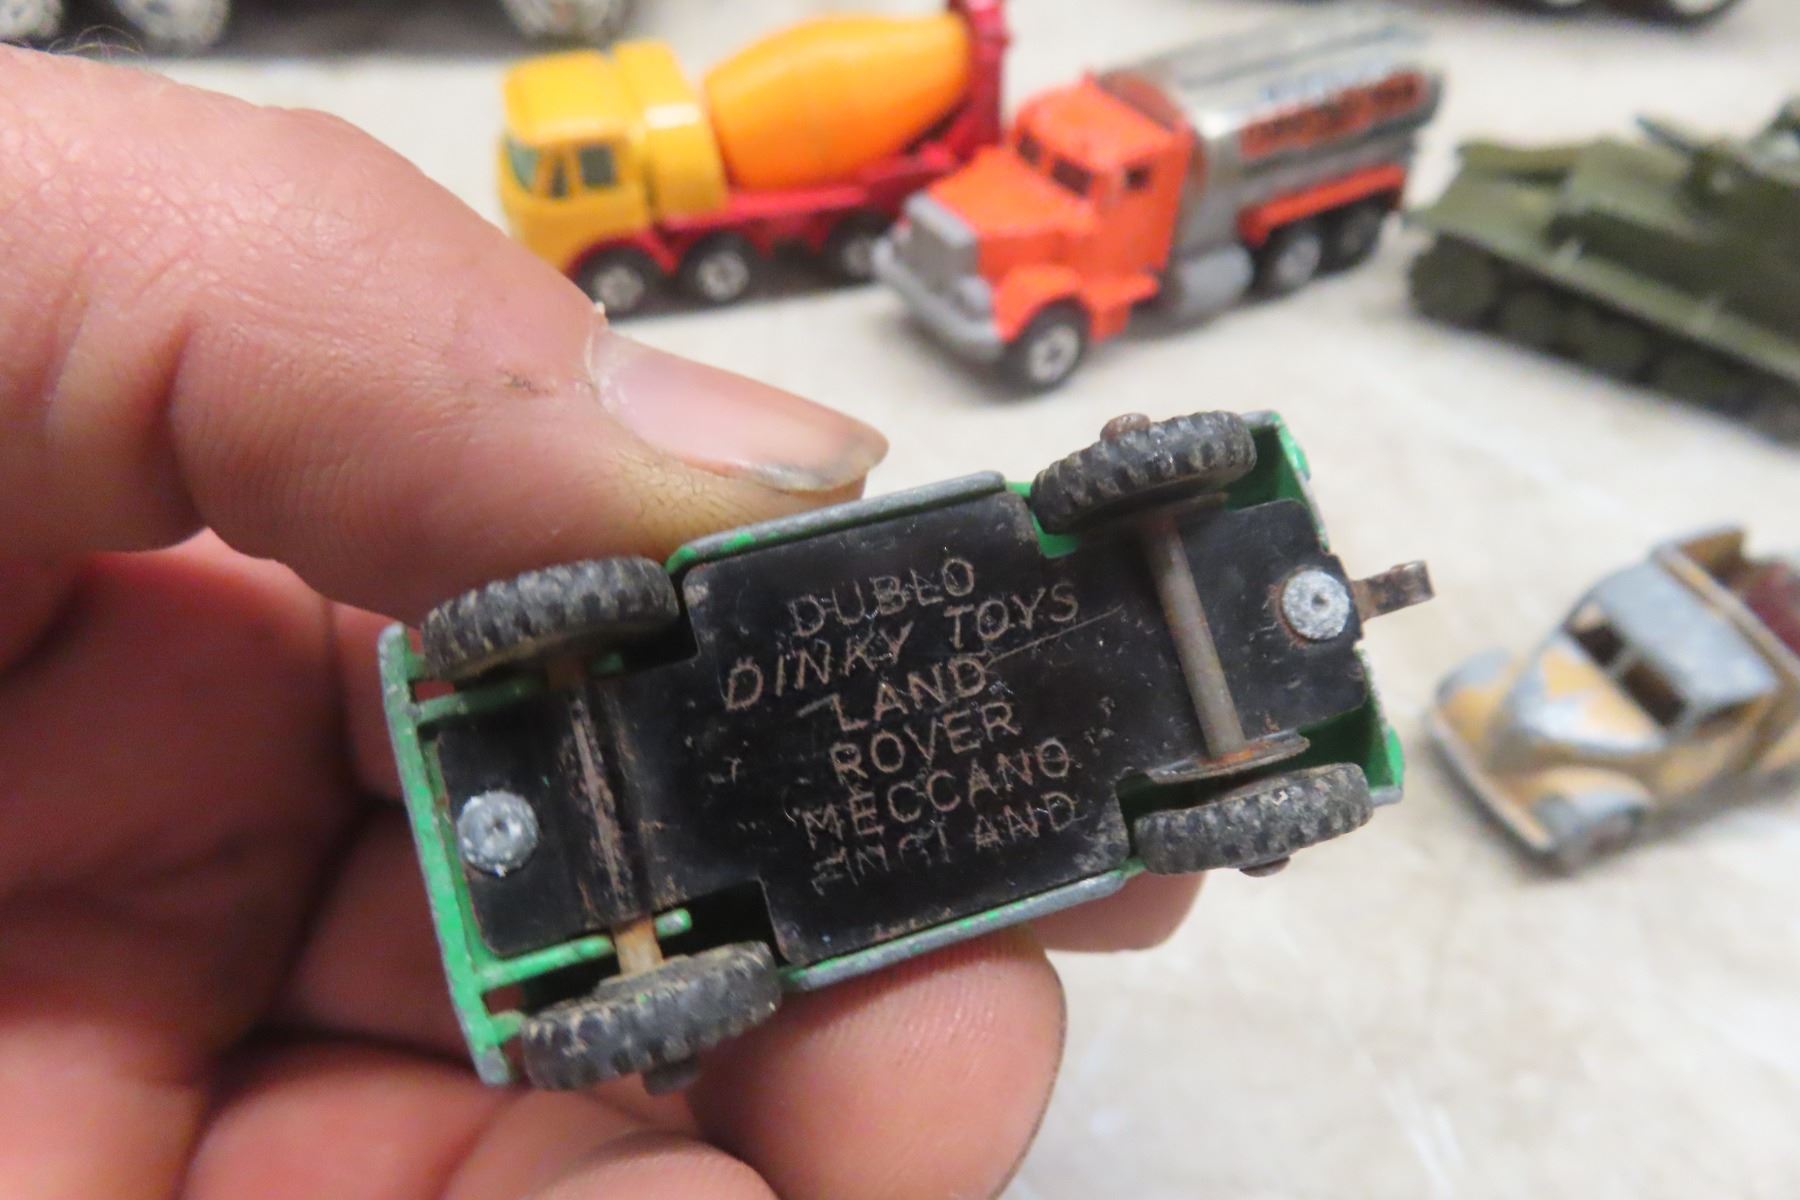 DUBLO
DINKY TOYS
LAND
ROVER
MECCANO
ENGLAND